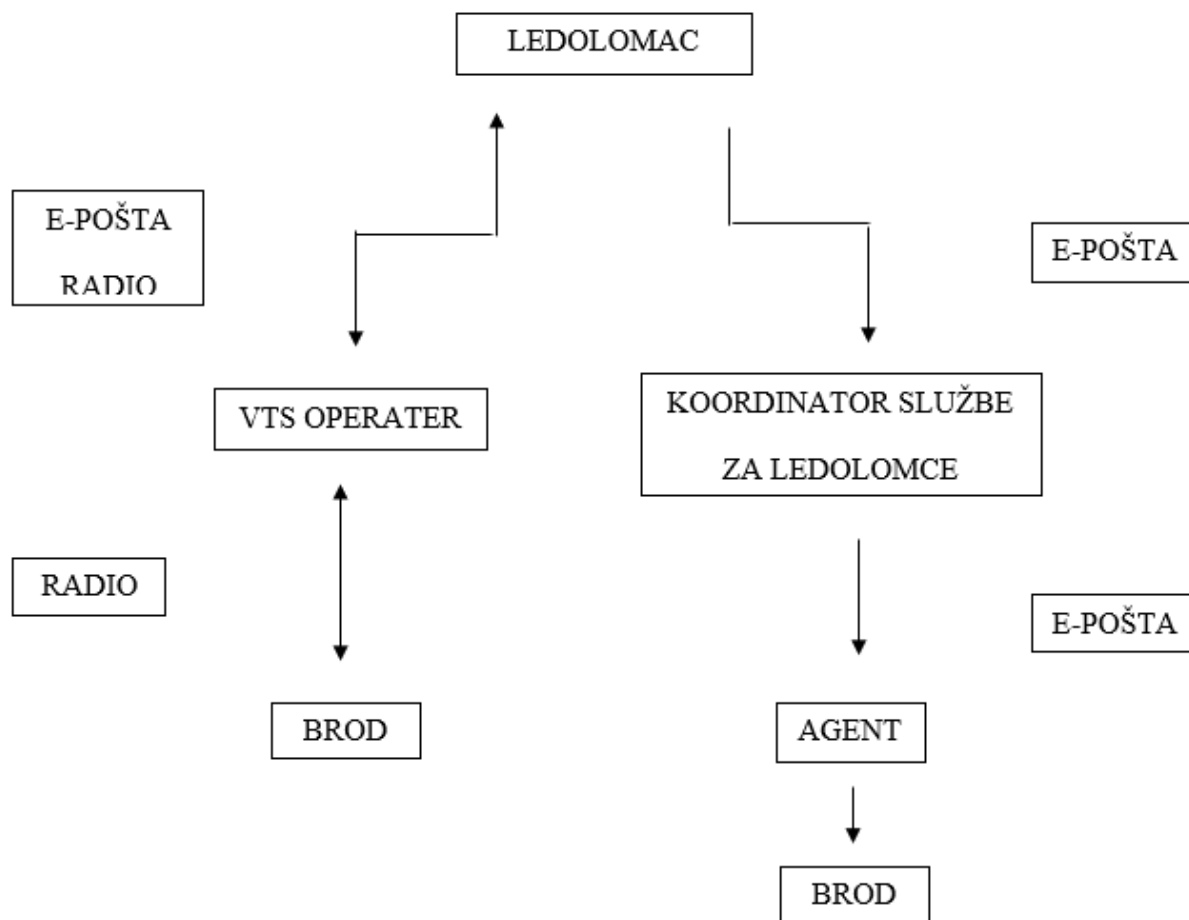 LEDOLOMAC
E-POŠTA
RADIO
E-POŠTA
VTS OPERATER
KOORDINATOR SLUŽBE
ZA LEDOLOMCE
RADIO
E-POŠTA
BROD
AGENT
BROD